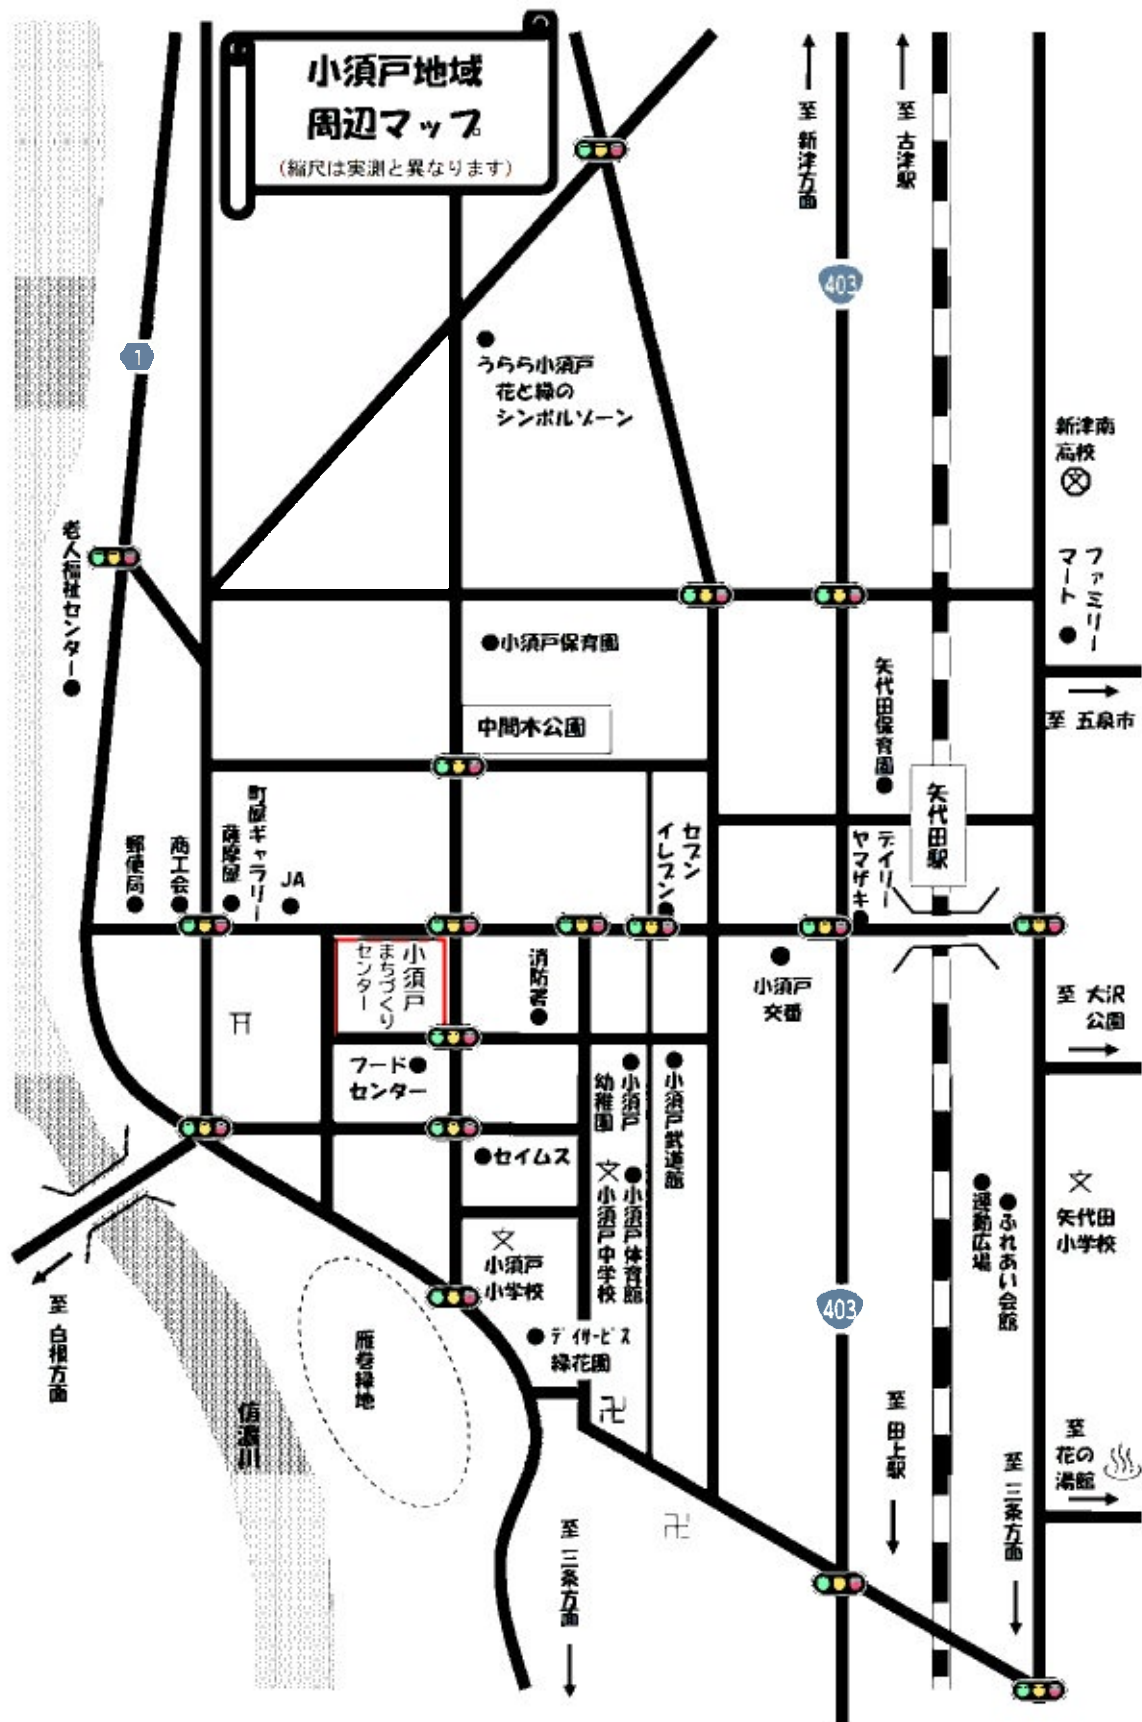 小須戸地域
周辺マップ
(縮尺は実測と異なります)
至 新津方面
至 古津駅
403
1
うらら小須戸
花と緑の
シンボルゾーン
新津南
高校
老人福祉センター
ファミリー
マート
小須戸保育園
矢代田保育園
至 五泉市
中間木公園
矢代田駅
町屋ギャラリー
薩摩屋
商工会
郵便局
JA
セブン
イレブン
デイリー
ヤマザキ
小須戸
まちづくり
センター
消防署
小須戸
交番
至 大沢
公園
フード
センター
小須戸
幼稚園
小須戸武道館
セイムス
文
小須戸中学校
小須戸体育館
文
小須戸
小学校
運動広場
ふれあい会館
文
矢代田
小学校
至 白根方面
雁巻緑地
デイサービス
緑花園
403
信濃川
至 田上駅
至
花の
湯館
至 三条方面
至 三条方面